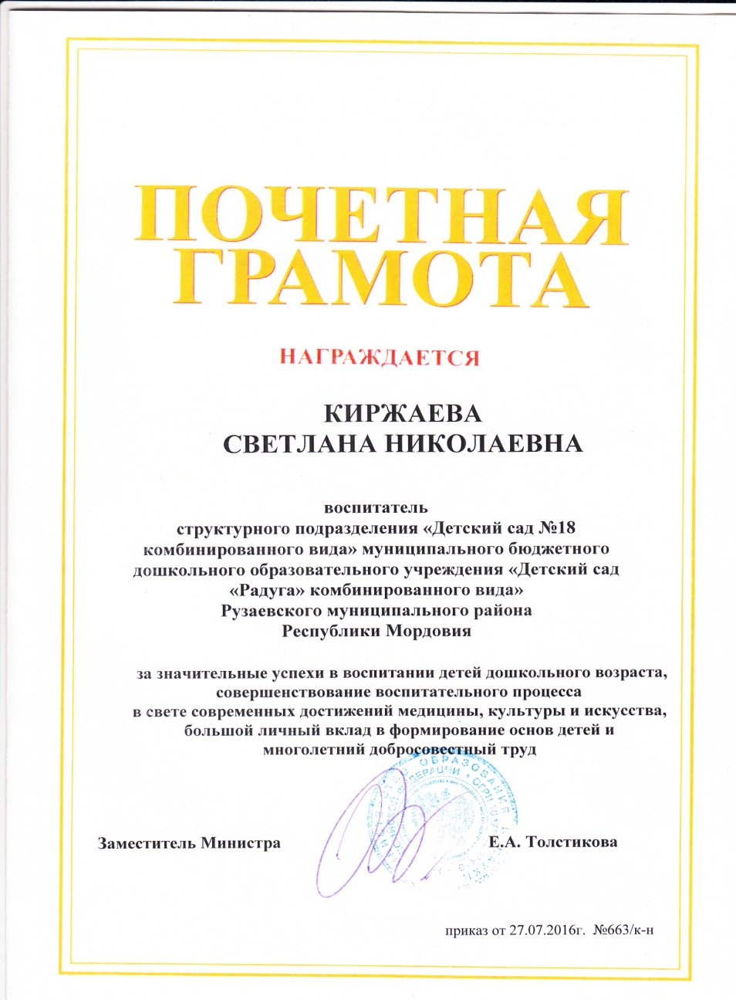 ПОЧЕТНАЯ
ГРАМОТА
НАГРАЖДАЕТСЯ
КИРЖАЕВА
СВЕТЛАНА НИКОЛАЕВНА
воспитатель
структурного подразделения «Детский сад №18
комбинированного вида» муниципального бюджетного
дошкольного образовательного учреждения «Детский сад
«Радуга» комбинированного вида»
Рузаевского муниципального района
Республики Мордовия
за значительные успехи в воспитании детей дошкольного возраста,
совершенствование воспитательного процесса
в свете современных достижений медицины, культуры и искусства,
большой личный вклад в формирование основ детей и
многолетний добросовестный труд
ОБРАЗОВАНИЯ
ОГРН
Заместитель Министра
Е.А. Толстикова
приказ от 27.07.2016г. №663/к-н